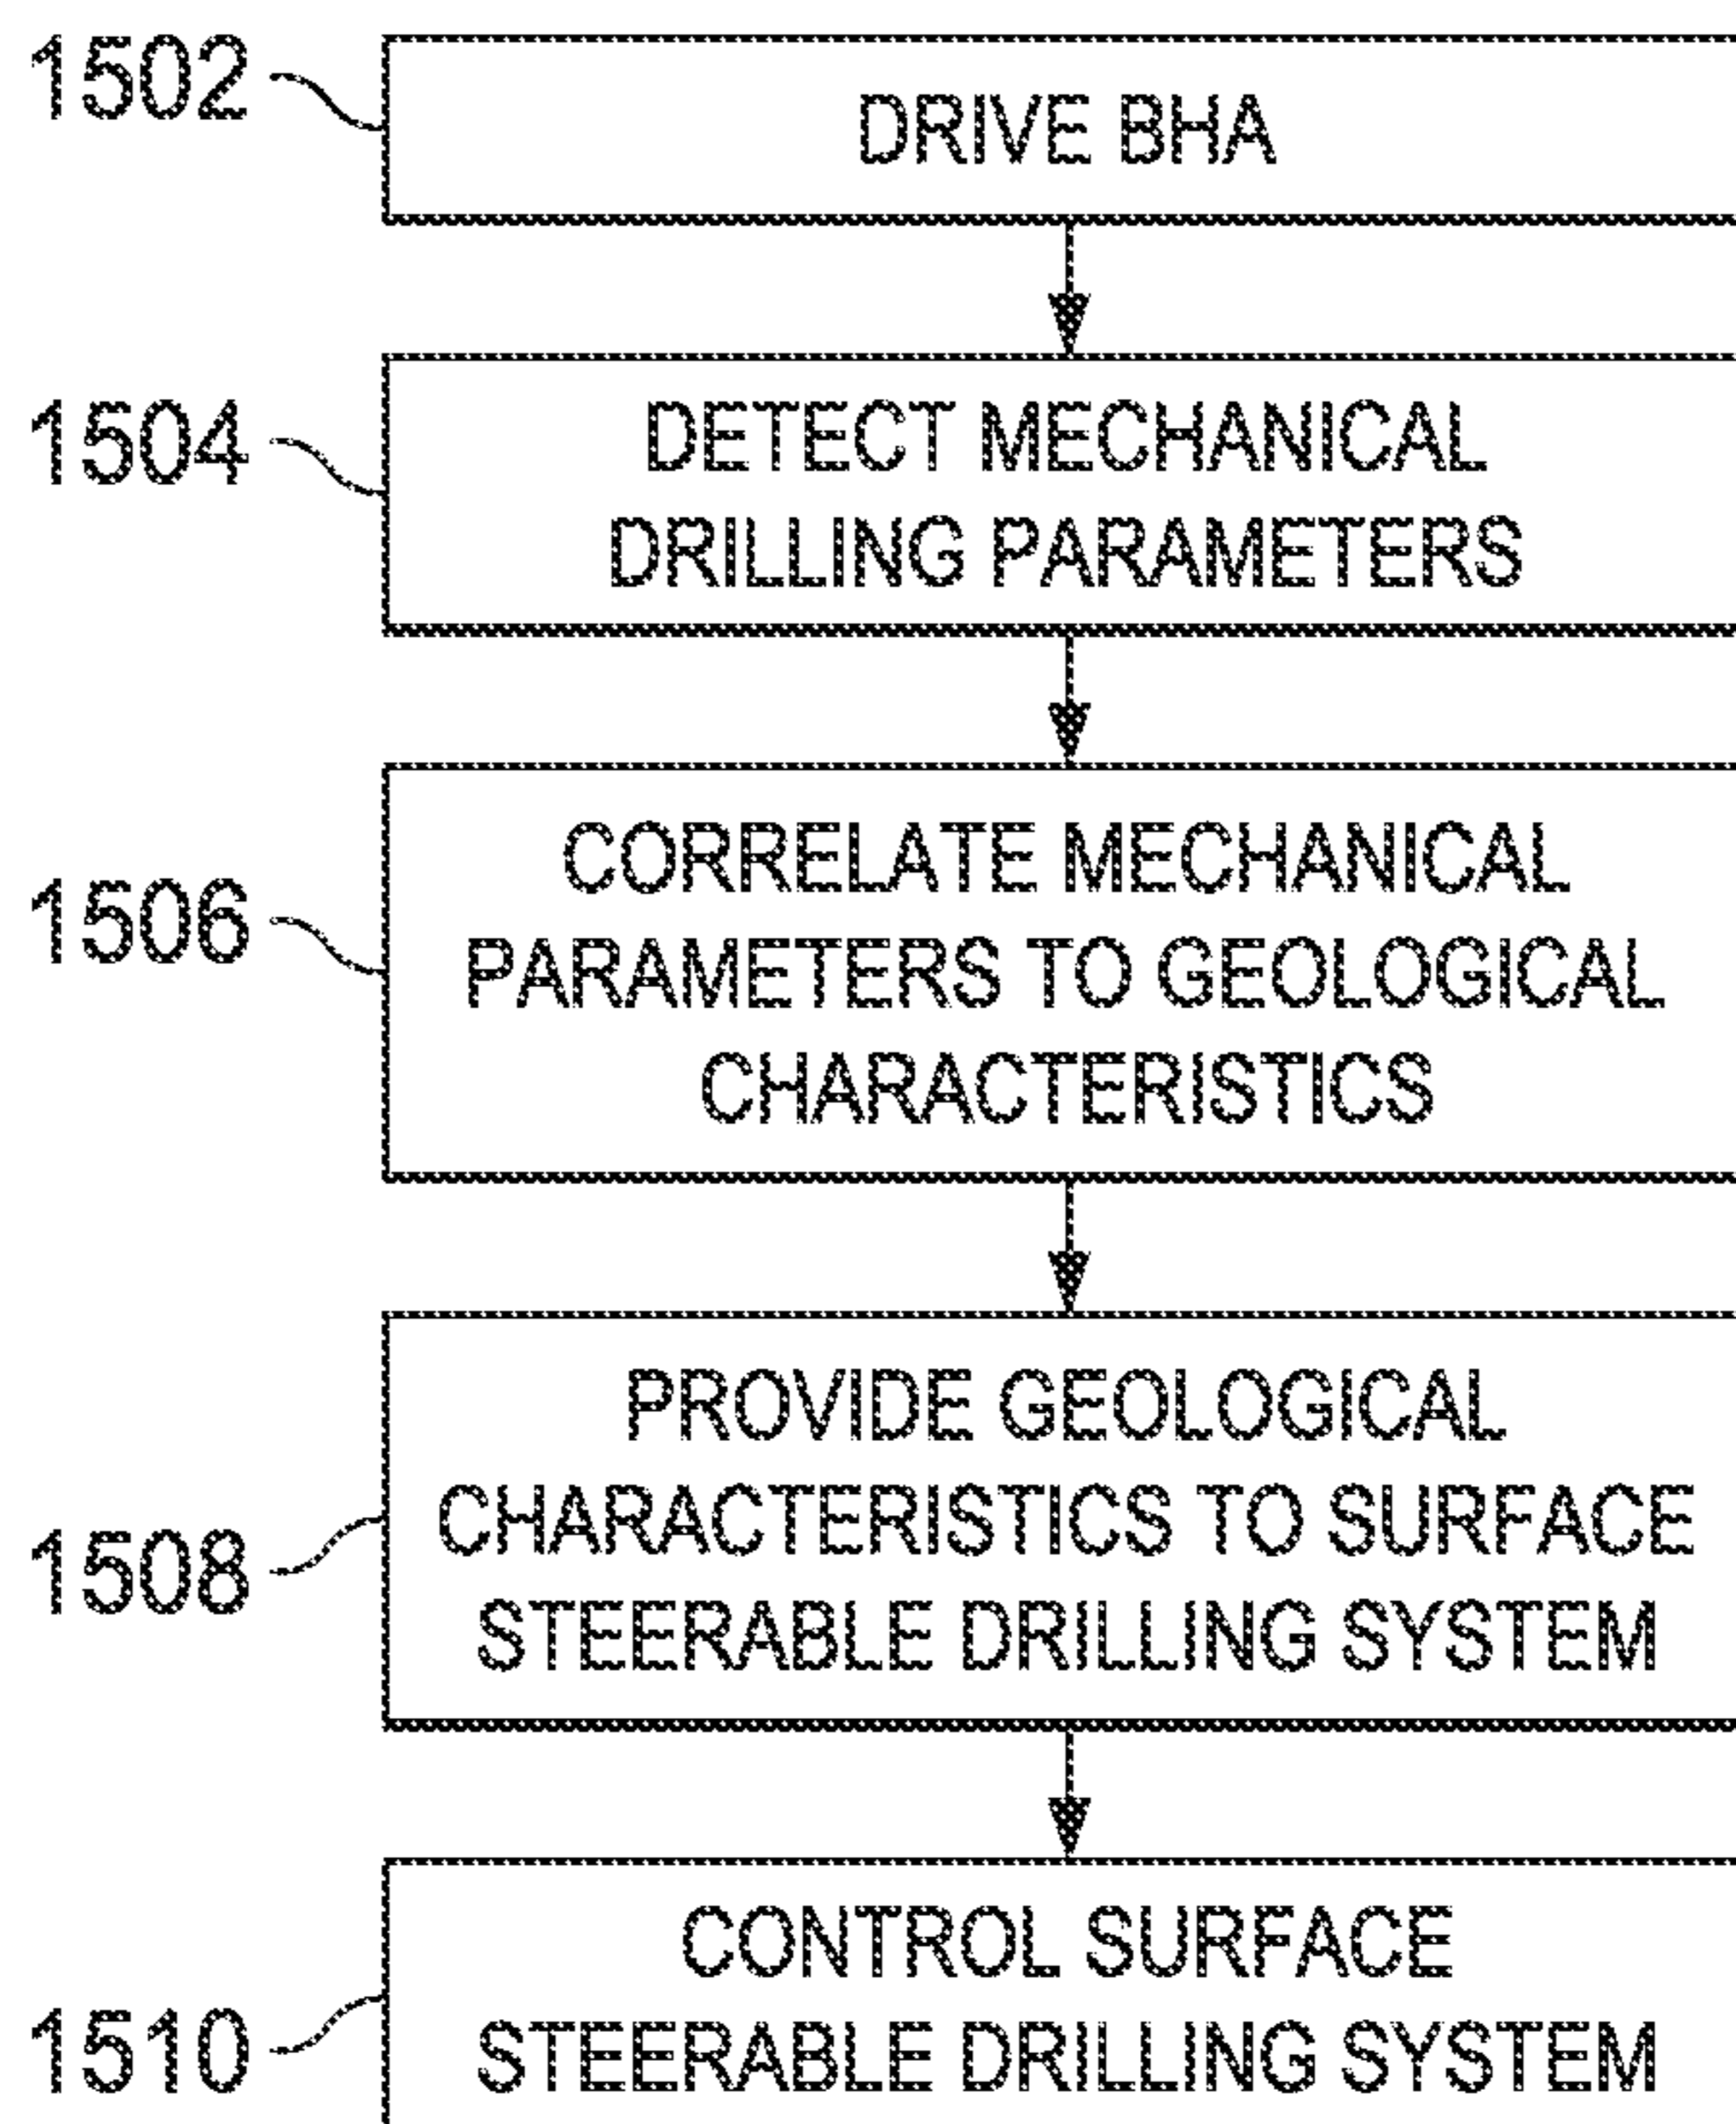 1502
DRIVE BHA
1504
DETECT MECHANICAL
DRILLING PARAMETERS
1506
CORRELATE MECHANICAL
PARAMETERS TO GEOLOGICAL
CHARACTERISTICS
1508
PROVIDE GEOLOGICAL
CHARACTERISTICS TO SURFACE
STEERABLE DRILLING SYSTEM
1510
CONTROL SURFACE
STEERABLE DRILLING SYSTEM